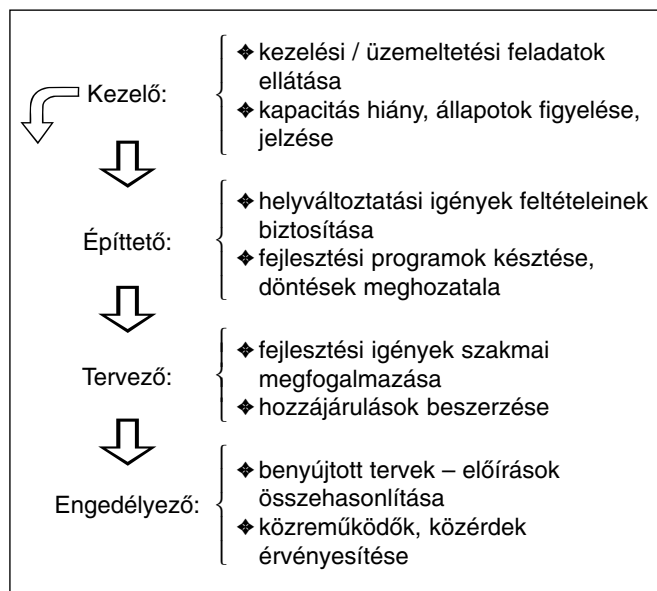 ❖ kezelési / üzemeltetési feladatok
ellátása
Kezelő:
❖ kapacitás hiány, állapotok figyelése,
jelzése
❖ helyváltoztatási igények feltételeinek
biztosítása
Építtető:
❖ fejlesztési programok késztése,
döntések meghozatala
❖ fejlesztési igények szakmai
megfogalmazása
Tervező:
❖ hozzájárulások beszerzése
❖ benyújtott tervek – előírások
összehasonlítása
Engedélyező:
❖ közreműködők, közérdek
érvényesítése